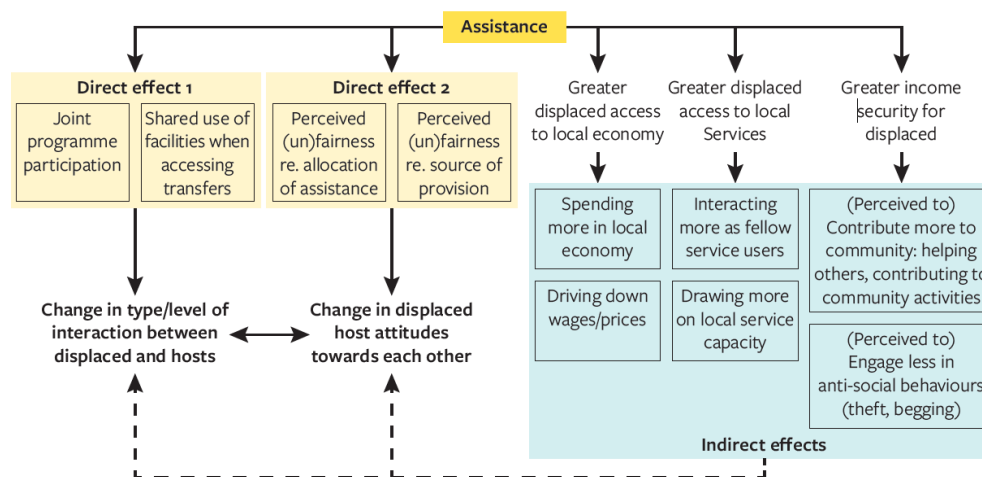 Assistance
Direct effect 1
Joint
programme
participation
Shared use of
facilities when
accessing
transfers
Direct effect 2
Perceived
(un)fairness
re. allocation
of assistance
Perceived
(un)fairness
re. source of
provision
Greater
displaced access
to local economy
Greater displaced
access to local
Services
Greater income
security for
displaced
Spending
more in local
economy
Interacting
more as fellow
service users
(Perceived to)
Contribute more to
community: helping
others, contributing to
community activities
Driving down
wages/prices
Drawing more
on local service
capacity
(Perceived to)
Engage less in
anti-social behaviours
(theft, begging)
Indirect effects
Change in type/level of
interaction between
displaced and hosts
Change in displaced
host attitudes
towards each other